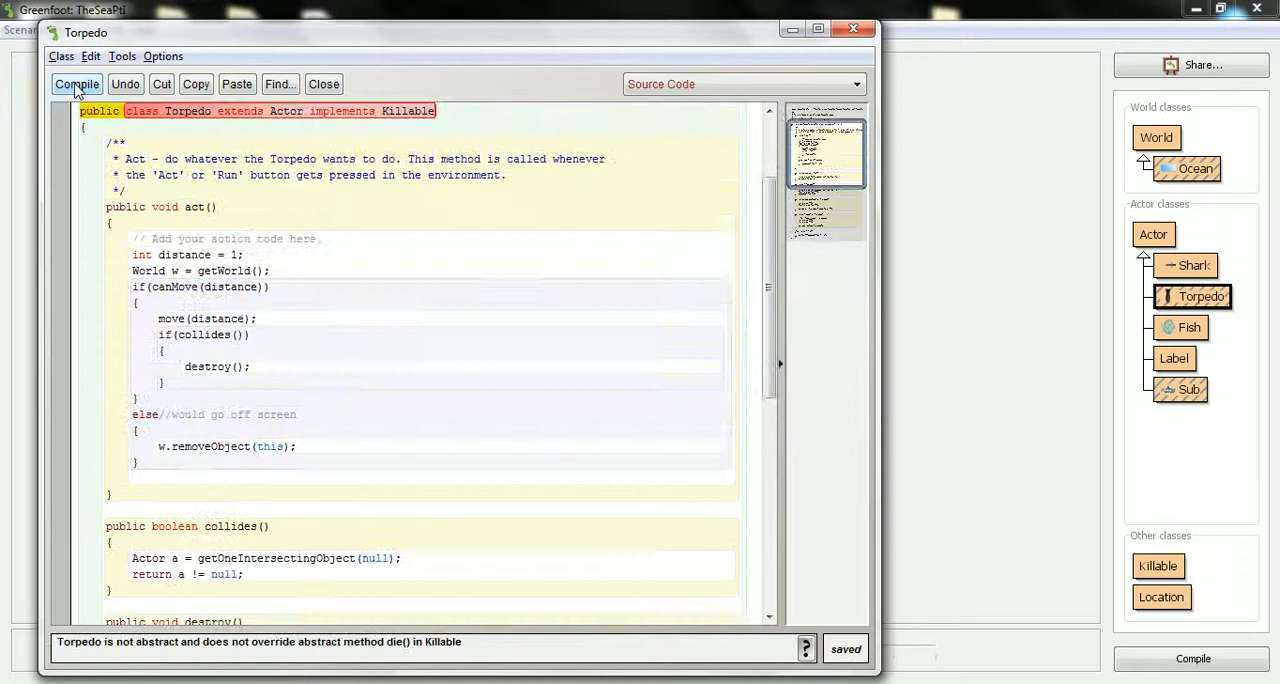 Greenfoot: TheSeaPtI
Scenar
Torpedo
Class Edit Tools Options
Compile Undo Cut Copy Paste Find... Close Source Code
public class Torpedo extends Actor implements Killable
{
/**
* Act - do whatever the Torpedo wants to do. This method is called whenever
* the 'Act' or 'Run' button gets pressed in the environment.
*/
public void act()
{
// Add your action code here.
int distance = 1;
World w = getWorld();
if(canMove(distance))
{
move(distance);
if(collides())
{
destroy();
}
}
else//would go off screen
{
w.removeObject(this);
}
}
public boolean collides()
{
Actor a = getOneIntersectingObject(null);
return a != null;
}
public void destroy()
Torpedo is not abstract and does not override abstract method die() in Killable
? saved
Share...
World classes
World
Ocean
Actor classes
Actor
Shark
Torpedo
Fish
Label
Sub
Other classes
Killable
Location
Compile